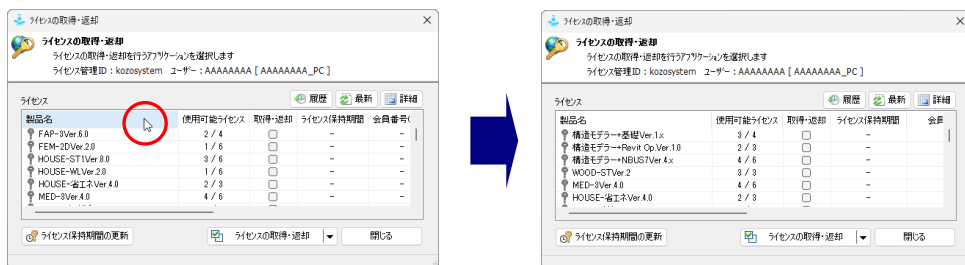 ライセンスの取得・返却
ライセンスの取得・返却
ライセンスの取得・返却を行うアプリケーションを選択します
ライセンス管理ID：kozosystem ユーザー：AAAAAAAA [ AAAAAAAA_PC ]
ライセンス
履歴 最新 詳細
製品名 使用可能ライセンス 取得・返却 ライセンス保持期間 会員番号(
FAP-3Ver.6.0 2 / 4 -  -
FEM-2DVer.2.0 1 / 6 - -
HOUSE-ST1Ver.8.0 3 / 6 - -
HOUSE-WLVer.2.0 1 / 6 - -
HOUSE-省エネVer.4.0 2 / 3 - -
MED-3Ver.4.0 4 / 6 - -
ライセンス保持期間の更新 ライセンスの取得・返却 閉じる
ライセンスの取得・返却
ライセンスの取得・返却
ライセンスの取得・返却を行うアプリケーションを選択します
ライセンス管理ID：kozosystem ユーザー：AAAAAAAA [ AAAAAAAA_PC ]
ライセンス
履歴 最新 詳細
製品名 使用可能ライセンス 取得・返却 ライセンス保持期間 会員
構造モデラー+基礎Ver.1.x 3 / 4 -
構造モデラー+Revit Op.Ver.1.0 2 / 3 -
構造モデラー+NBUS7Ver.4.x 4 / 6 -
WOOD-STVer.2 3 / 3 -
MED-3Ver.4.0 4 / 6 -
HOUSE-省エネVer.4.0 2 / 3 -
ライセンス保持期間の更新 ライセンスの取得・返却 閉じる